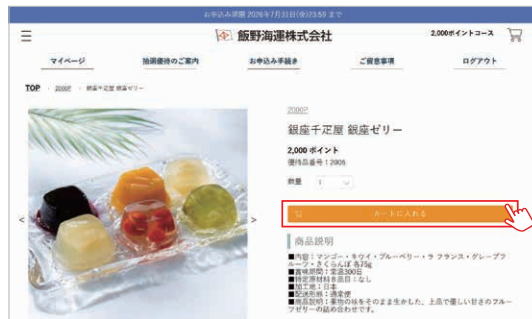 お申込み期限 2026年7月31日(金)23:59 まで
飯野海運株式会社
2,000ポイントコース
マイページ
抽選優待のご案内
お申込み手続き
ご留意事項
ログアウト
TOP › 2000P › 銀座千疋屋 銀座ゼリー
2000P
銀座千疋屋 銀座ゼリー
2,000 ポイント
優待品番号：2006
数量 1
< >
カートに入れる
商品説明
■内容：マンゴー・キウイ・ブルーベリー・ラ フランス・グレープフ
ルーツ・さくらんぼ 各75g
■賞味期間：常温300日
■特定原材料８品目：なし
■加工地：日本
■配送形態：通常便
■商品説明：果物の味をそのまま生かした、上品で優しい甘さのフルー
ツゼリーの詰め合わせです。